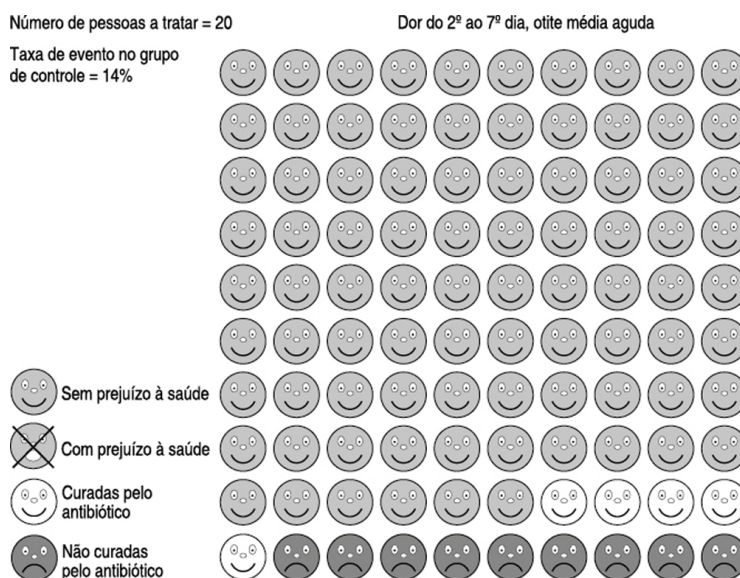 Número de pessoas a tratar = 20
Dor do 2º ao 7º dia, otite média aguda
Taxa de evento no grupo
de controle = 14%
Sem prejuízo à saúde
Com prejuízo à saúde
Curadas pelo
antibiótico
Não curadas
pelo antibiótico